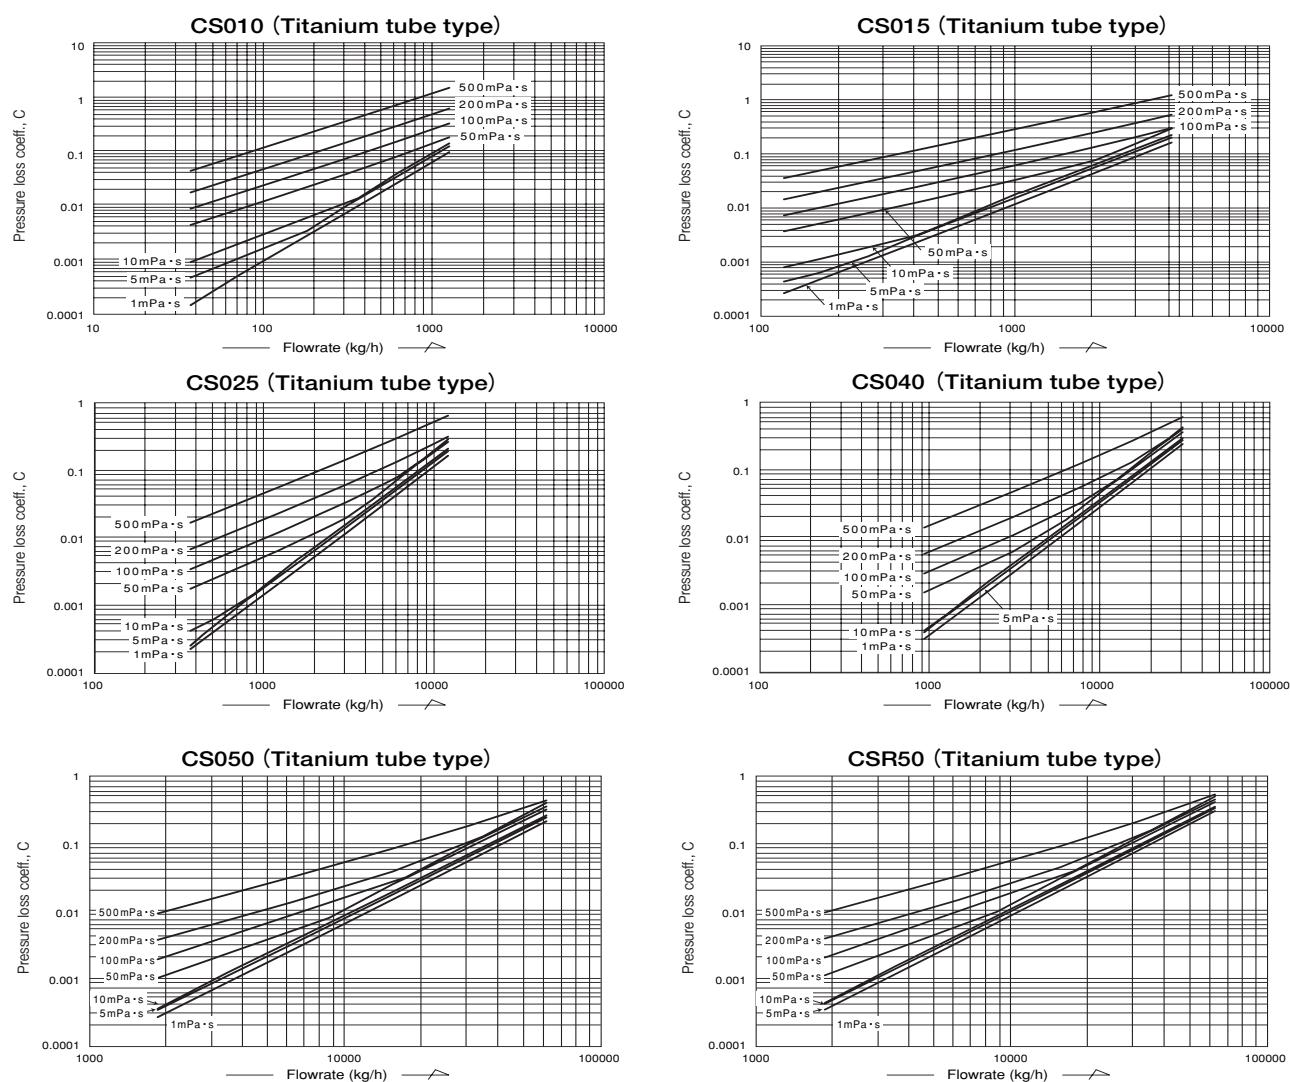 CS010 (Titanium tube type)
Pressure loss coeff., C
10
1
0.1
0.01
0.001
0.0001
500mPa・s
200mPa・s
100mPa・s
50mPa・s
10mPa・s
5mPa・s
1mPa・s
10
100
1000
10000
Flowrate (kg/h)
CS015 (Titanium tube type)
Pressure loss coeff., C
10
1
0.1
0.01
0.001
0.0001
500mPa・s
200mPa・s
100mPa・s
50mPa・s
10mPa・s
5mPa・s
1mPa・s
100
1000
10000
Flowrate (kg/h)
CS025 (Titanium tube type)
Pressure loss coeff., C
1
0.1
0.01
0.001
0.0001
500mPa・s
200mPa・s
100mPa・s
50mPa・s
10mPa・s
5mPa・s
1mPa・s
100
1000
10000
100000
Flowrate (kg/h)
CS040 (Titanium tube type)
Pressure loss coeff., C
1
0.1
0.01
0.001
0.0001
500mPa・s
200mPa・s
100mPa・s
50mPa・s
5mPa・s
10mPa・s
1mPa・s
100
1000
10000
100000
Flowrate (kg/h)
CS050 (Titanium tube type)
Pressure loss coeff., C
1
0.1
0.01
0.001
0.0001
500mPa・s
200mPa・s
100mPa・s
50mPa・s
10mPa・s
5mPa・s
1mPa・s
1000
10000
100000
Flowrate (kg/h)
CSR50 (Titanium tube type)
Pressure loss coeff., C
1
0.1
0.01
0.001
0.0001
500mPa・s
200mPa・s
100mPa・s
50mPa・s
10mPa・s
5mPa・s
1mPa・s
1000
10000
100000
Flowrate (kg/h)